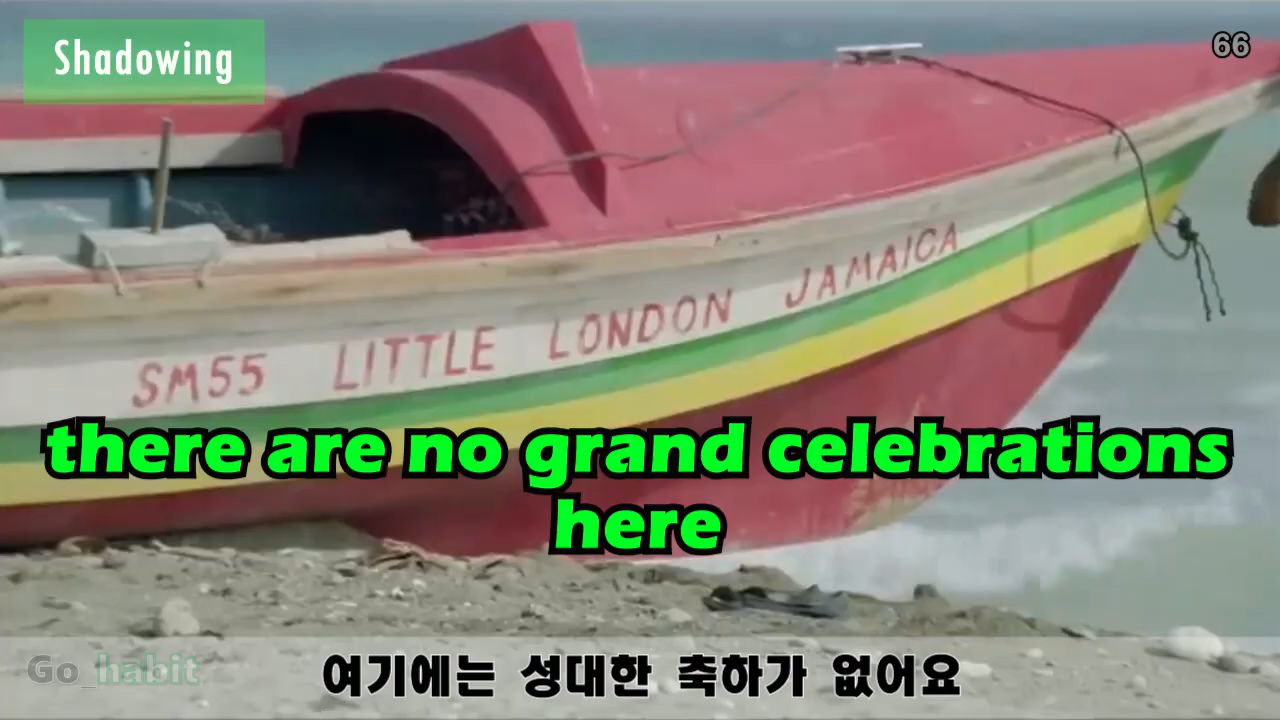 Shadowing
66
SM55 LITTLE LONDON JAMAICA
there are no grand celebrations
here
Go_habit
여기에는 성대한 축하가 없어요